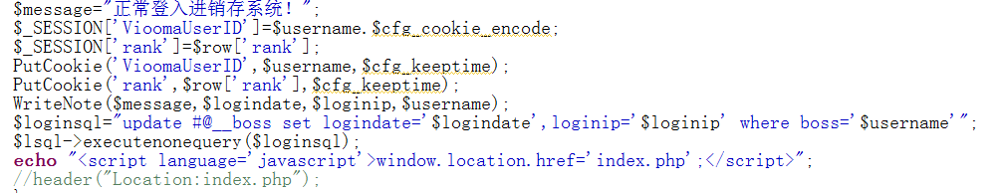 $message="正常登入进销存系统！";
$_SESSION['VioomaUserID']=$username.$cfg_cookie_encode;
$_SESSION['rank']=$row['rank'];
PutCookie('VioomaUserID',$username,$cfg_keeptime);
PutCookie('rank',$row['rank'],$cfg_keeptime);
WriteNote($message,$logindate,$loginip,$username);
$loginsql="update #@__boss set logindate='$logindate',loginip='$loginip' where boss='$username'";
$lsql->executenonequery($loginsql);
echo "<script language='javascript'>window.location.href='index.php';</script>";
//header("Location:index.php");